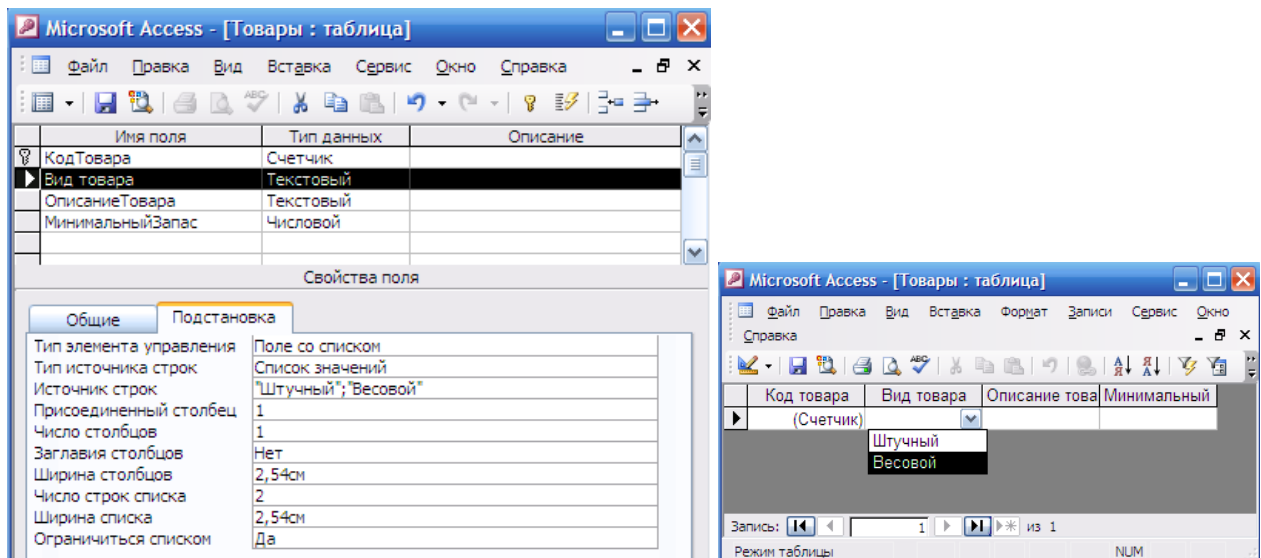 Microsoft Access - [Товары : таблица]
Файл Правка Вид Вставка Сервис Окно Справка
Имя поля Тип данных Описание
КодТовара Счетчик
Вид товара Текстовый
ОписаниеТовара Текстовый
МинимальныйЗапас Числовой
Свойства поля
Общие Подстановка
Тип элемента управления Поле со списком
Тип источника строк Список значений
Источник строк "Штучный";"Весовой"
Присоединенный столбец 1
Число столбцов 1
Заглавия столбцов Нет
Ширина столбцов 2,54см
Число строк списка 2
Ширина списка 2,54см
Ограничиться списком Да
Microsoft Access - [Товары : таблица]
Файл Правка Вид Вставка Формат Записи Сервис Окно
Справка
Код товара Вид товара Описание това Минимальный
(Счетчик)
Штучный
Весовой
Запись: 1 из 1
Режим таблицы NUM